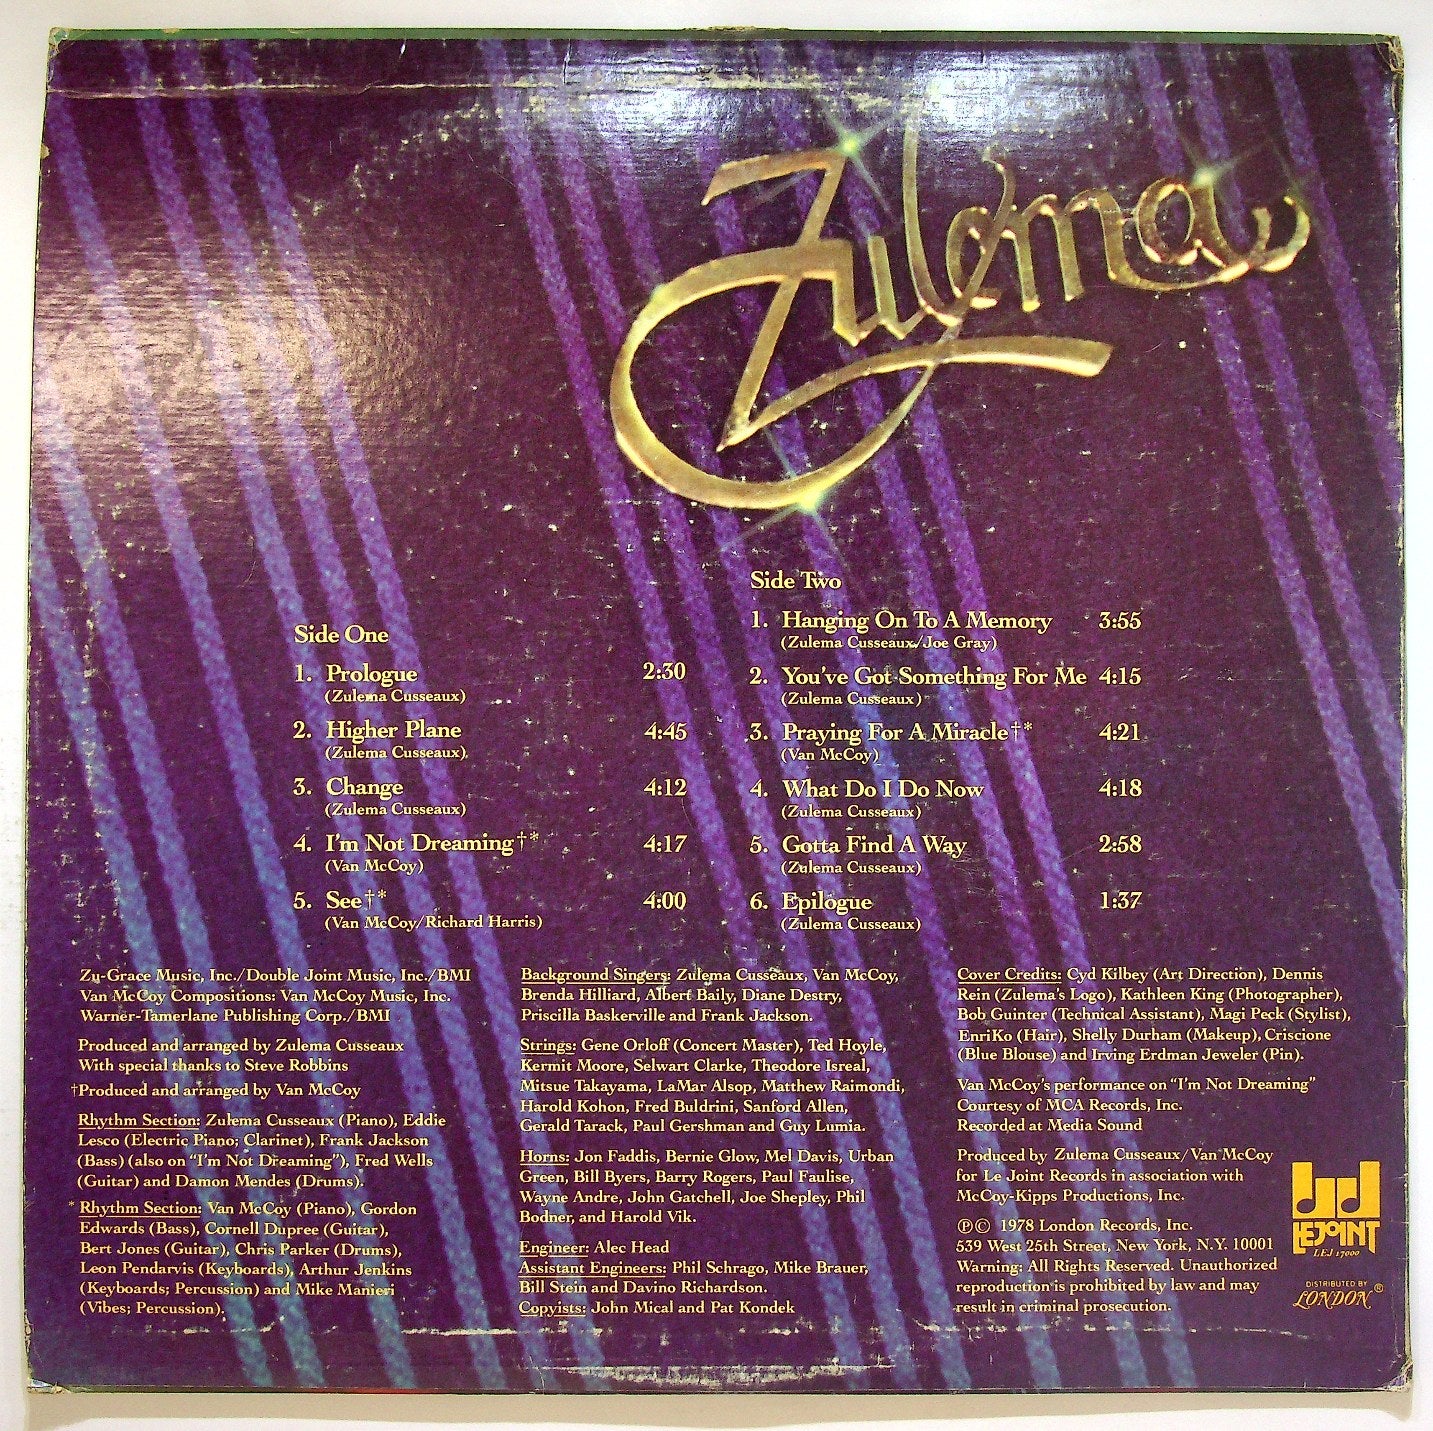 Zulema
Side One
1. Prologue 2:30
(Zulema Cusseaux)
2. Higher Plane 4:45
(Zulema Cusseaux)
3. Change 4:12
(Zulema Cusseaux)
4. I'm Not Dreaming†* 4:17
(Van McCoy)
5. See†* 4:00
(Van McCoy/Richard Harris)
Side Two
1. Hanging On To A Memory 3:55
(Zulema Cusseaux/Joe Gray)
2. You've Got Something For Me 4:15
(Zulema Cusseaux)
3. Praying For A Miracle†* 4:21
(Van McCoy)
4. What Do I Do Now 4:18
(Zulema Cusseaux)
5. Gotta Find A Way 2:58
(Zulema Cusseaux)
6. Epilogue 1:37
(Zulema Cusseaux)
Zy-Grace Music, Inc./Double Joint Music, Inc./BMI
Van McCoy Compositions: Van McCoy Music, Inc.
Warner-Tamerlane Publishing Corp./BMI
Produced and arranged by Zulema Cusseaux
With special thanks to Steve Robbins
†Produced and arranged by Van McCoy
Rhythm Section: Zulema Cusseaux (Piano), Eddie
Lesco (Electric Piano; Clarinet), Frank Jackson
(Bass) (also on "I'm Not Dreaming"), Fred Wells
(Guitar) and Damon Mendes (Drums).
* Rhythm Section: Van McCoy (Piano), Gordon
Edwards (Bass), Cornell Dupree (Guitar),
Bert Jones (Guitar), Chris Parker (Drums),
Leon Pendarvis (Keyboards), Arthur Jenkins
(Keyboards; Percussion) and Mike Manieri
(Vibes; Percussion).
Background Singers: Zulema Cusseaux, Van McCoy,
Brenda Hilliard, Albert Baily, Diane Destry,
Priscilla Baskerville and Frank Jackson.
Strings: Gene Orloff (Concert Master), Ted Hoyle,
Kermit Moore, Selwart Clarke, Theodore Isreal,
Mitsue Takayama, LaMar Alsop, Matthew Raimondi,
Harold Kohon, Fred Buldrini, Sanford Allen,
Gerald Tarack, Paul Gershman and Guy Lumia.
Horns: Jon Faddis, Bernie Glow, Mel Davis, Urban
Green, Bill Byers, Barry Rogers, Paul Faulise,
Wayne Andre, John Gatchell, Joe Shepley, Phil
Bodner, and Harold Vik.
Engineer: Alec Head
Assistant Engineers: Phil Schrago, Mike Brauer,
Bill Stein and Davino Richardson.
Copyists: John Mical and Pat Kondek
Cover Credits: Cyd Kilbey (Art Direction), Dennis
Rein (Zulema's Logo), Kathleen King (Photographer),
Bob Guinter (Technical Assistant), Magi Peck (Stylist),
EnriKo (Hair), Shelly Durham (Makeup), Criscione
(Blue Blouse) and Irving Erdman Jeweler (Pin).
Van McCoy's performance on "I'm Not Dreaming"
Courtesy of MCA Records, Inc.
Recorded at Media Sound
Produced by Zulema Cusseaux/Van McCoy
for Le Joint Records in association with
McCoy-Kipps Productions, Inc.
℗© 1978 London Records, Inc.
539 West 25th Street, New York, N.Y. 10001
Warning: All Rights Reserved. Unauthorized
reproduction is prohibited by law and may
result in criminal prosecution.
LEJOINT
LEJ 17000
DISTRIBUTED BY
LONDON®